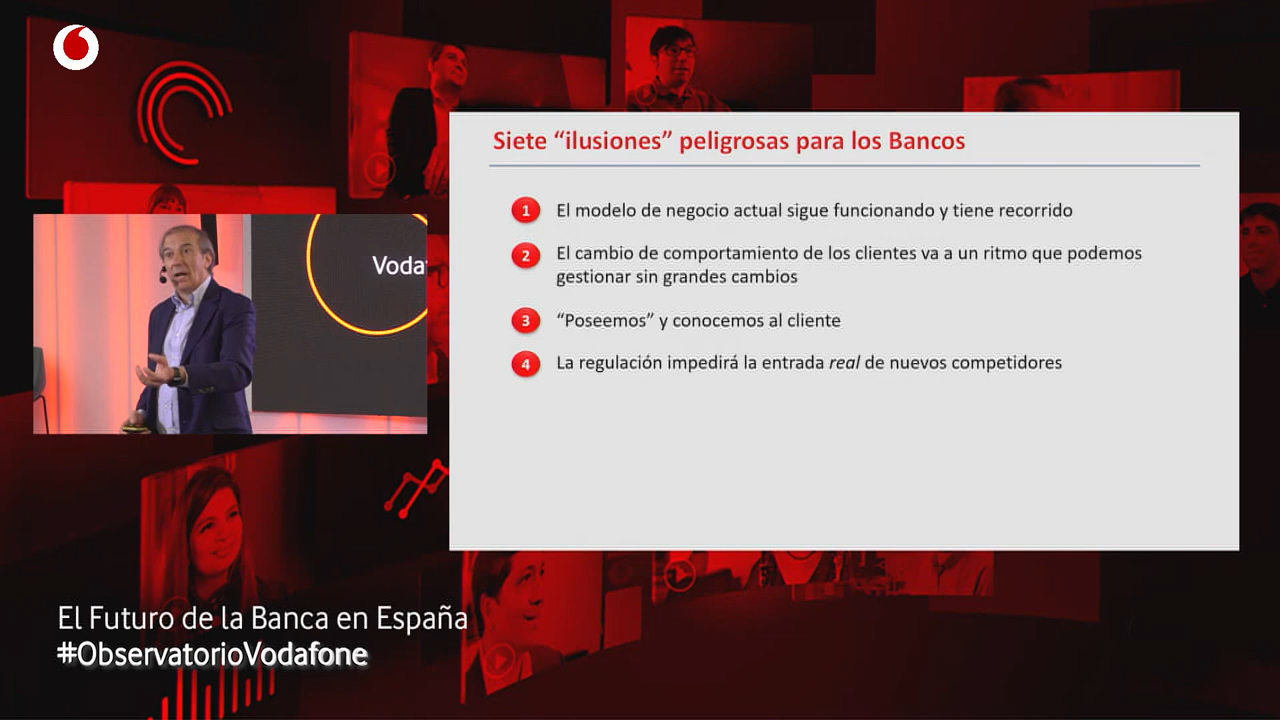 Siete “ilusiones” peligrosas para los Bancos
1 El modelo de negocio actual sigue funcionando y tiene recorrido
2 El cambio de comportamiento de los clientes va a un ritmo que podemos
gestionar sin grandes cambios
3 “Poseemos” y conocemos al cliente
4 La regulación impedirá la entrada real de nuevos competidores
Voda
El Futuro de la Banca en España
#ObservatorioVodafone